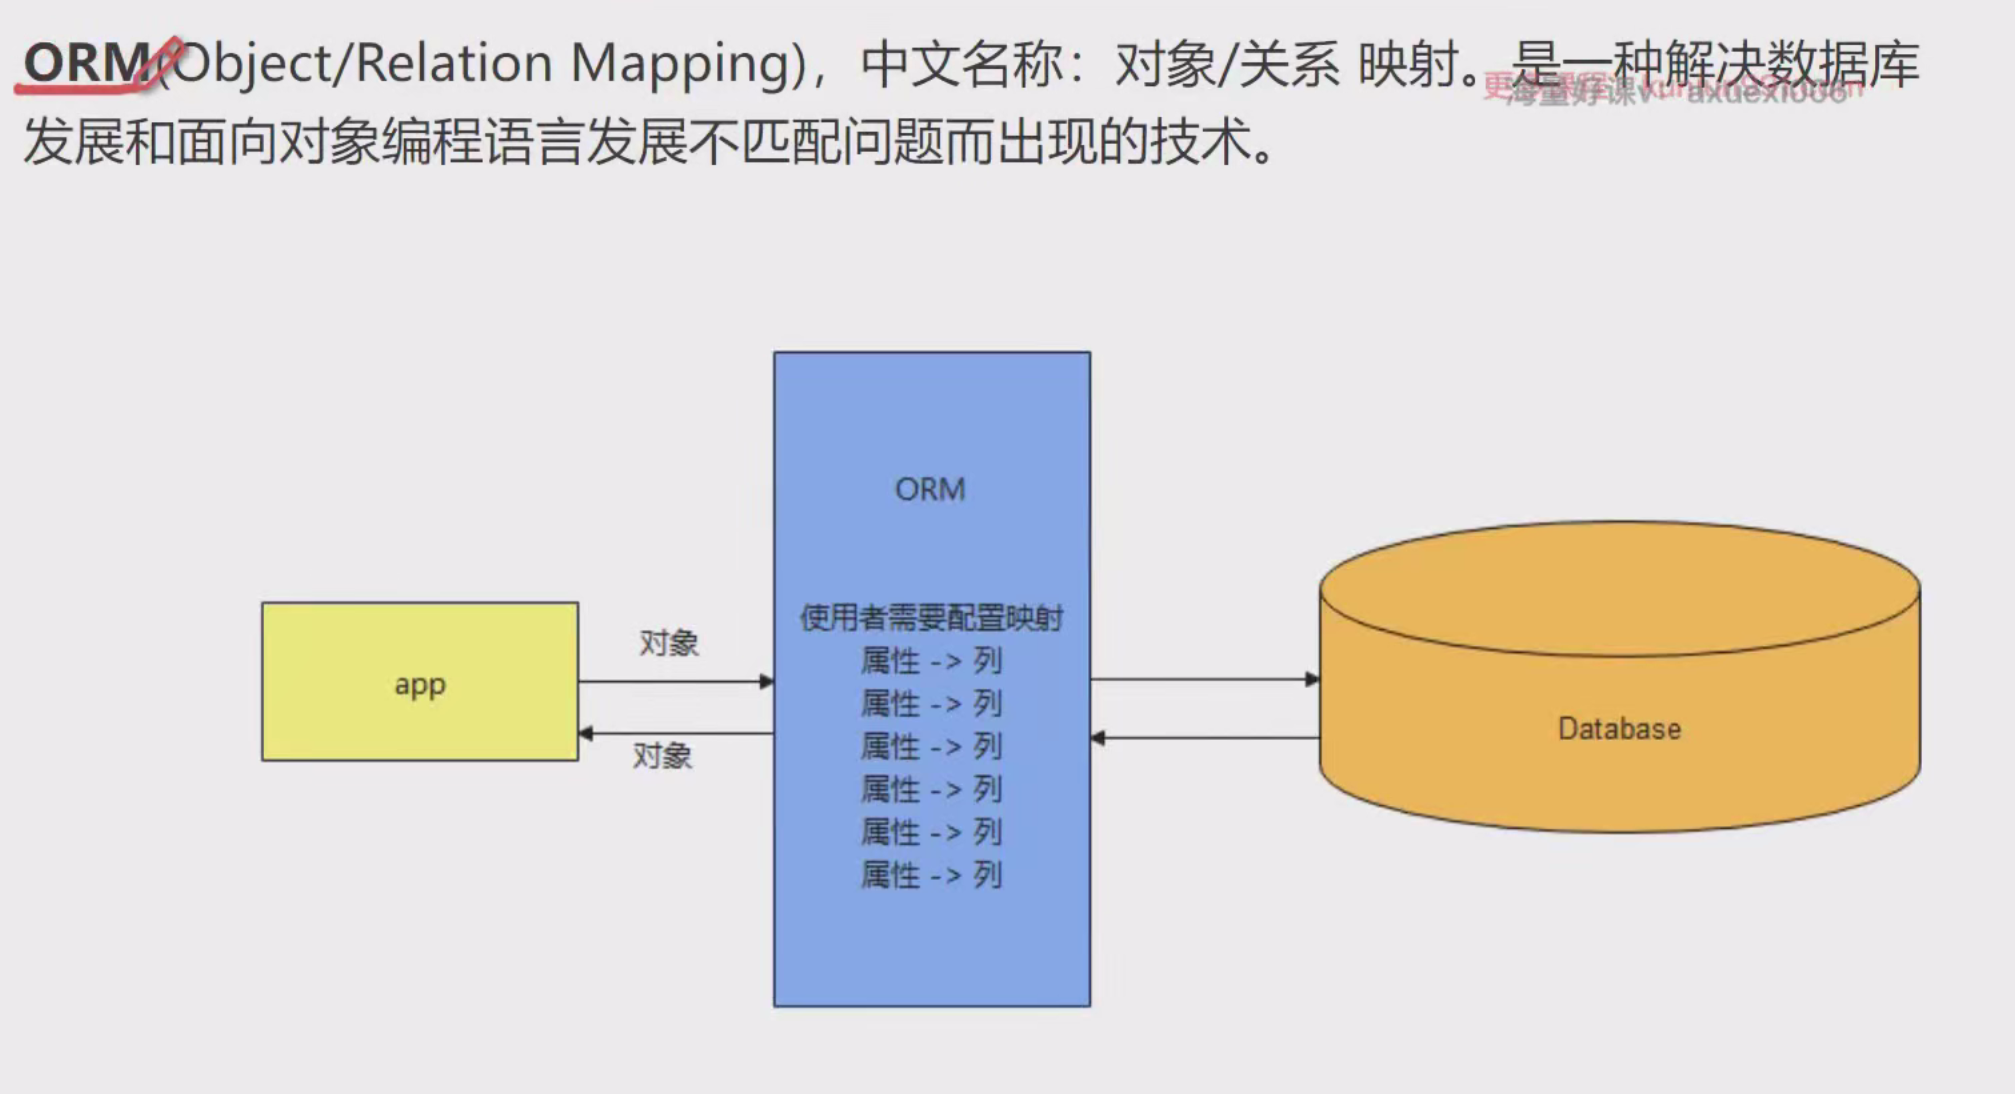 ORM(Object/Relation Mapping)，中文名称：对象/关系 映射。是一种解决数据库
发展和面向对象编程语言发展不匹配问题而出现的技术。
ORM
使用者需要配置映射
属性 -> 列
属性 -> 列
属性 -> 列
属性 -> 列
属性 -> 列
属性 -> 列
app
对象
对象
Database